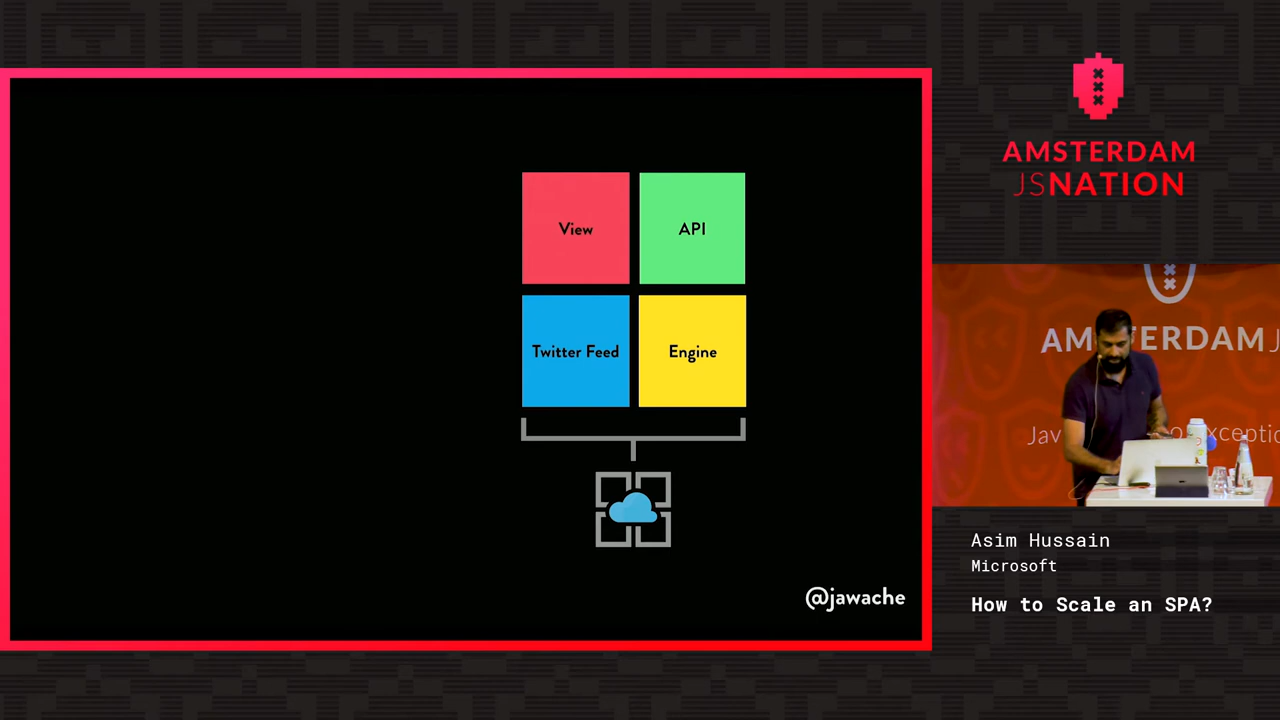 View
API
Twitter Feed
Engine
@jawache
AMSTERDAM
JSNATION
AMSTERDAM
Asim Hussain
Microsoft
How to Scale an SPA?